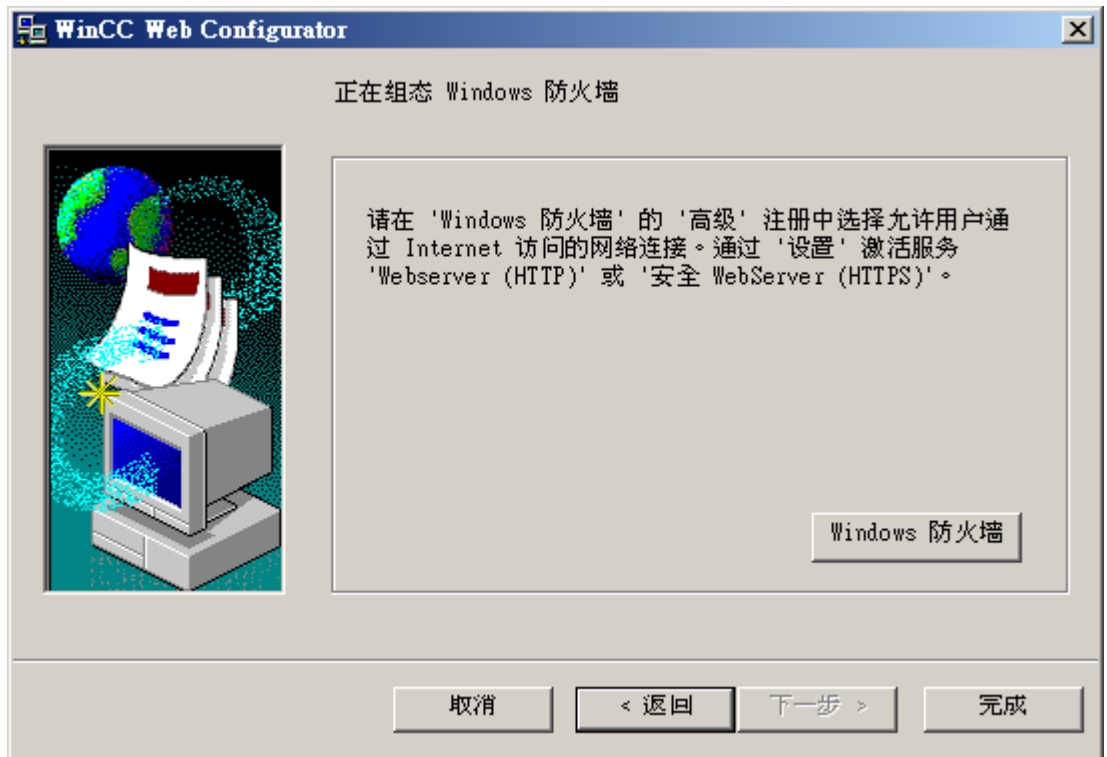 WinCC Web Configurator
正在组态 Windows 防火墙
请在 'Windows 防火墙' 的 '高级' 注册中选择允许用户通
过 Internet 访问的网络连接。通过 '设置' 激活服务
'Webserver (HTTP)' 或 '安全 WebServer (HTTPS)'。
Windows 防火墙
取消
< 返回
下一步 >
完成